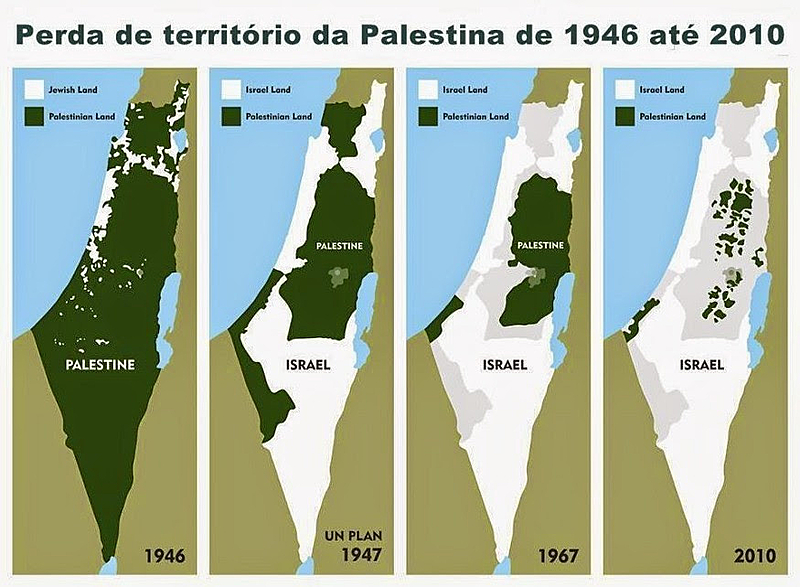 Perda de território da Palestina de 1946 até 2010
Jewish Land
Palestinian Land
PALESTINE
1946
Israel Land
Palestinian Land
PALESTINE
ISRAEL
UN PLAN
1947
Israel Land
Palestinian Land
PALESTINE
ISRAEL
1967
Israel Land
Palestinian Land
ISRAEL
2010